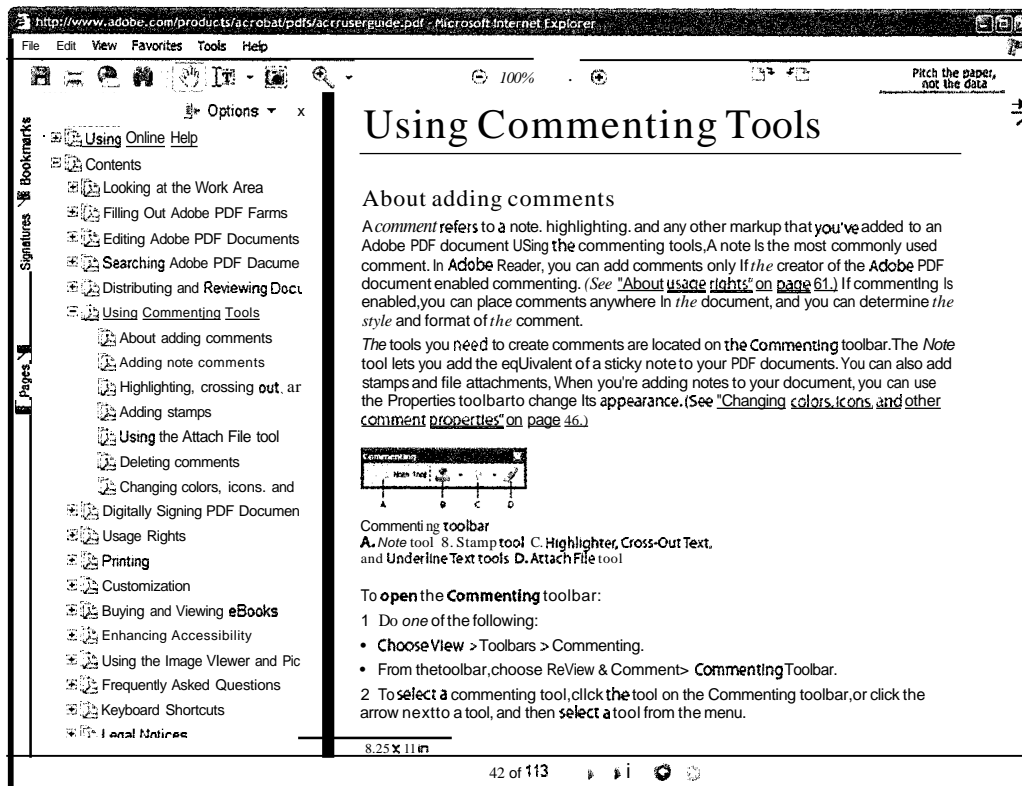 http://www.adobe.com/products/acrobat/pdfs/acrruserguide.pdf - Microsoft Internet Explorer
File Edit View Favorites Tools Help
100%
Pitch the paper,
not the data
Options x
Bookmarks
Signatures
Pages
Using Online Help
Contents
Looking at the Work Area
Filling Out Adobe PDF Farms
Editing Adobe PDF Documents
Searching Adobe PDF Dacume
Distributing and Reviewing Docu
Using Commenting Tools
About adding comments
Adding note comments
Highlighting, crossing out, ar
Adding stamps
Using the Attach File tool
Deleting comments
Changing colors, icons. and
Digitally Signing PDF Documen
Usage Rights
Printing
Customization
Buying and Viewing eBooks
Enhancing Accessibility
Using the Image VIewer and Pic
Frequently Asked Questions
Keyboard Shortcuts
Legal Notices
Using Commenting Tools
About adding comments
A comment refers to a note. highlighting. and any other markup that you've added to an
Adobe PDF document USing the commenting tools,A note Is the most commonly used
comment. In Adobe Reader, you can add comments only If the creator of the Adobe PDF
document enabled commenting. (See "About usage rights" on page 61.) If commentIng Is
enabled,you can place comments anywhere In the document, and you can determine the
style and format of the comment.
The tools you need to create comments are located on the Commenting toolbar.The Note
tool lets you add the eqUivalent of a sticky note to your PDF documents. You can also add
stamps and file attachments, When you're adding notes to your document, you can use
the Properties toolbarto change Its appearance. (See "Changing colors, icons, and other
comment properties" on page 46.)
Commenting
Note Tool
A B C D
Commenting toolbar
A. Note tool 8. Stamp tool C. Highlighter, Cross-Out Text,
and Underline Text tools D. Attach File tool
To open the Commenting toolbar:
1 Do one of the following:
• Choose View > Toolbars > Commenting.
• From thetoolbar,choose ReView & Comment> Commenting Toolbar.
2 To select a commenting tool,clIck the tool on the Commenting toolbar,or click the
arrow nextto a tool, and then select a tool from the menu.
8.25 x 11 in
42 of 113